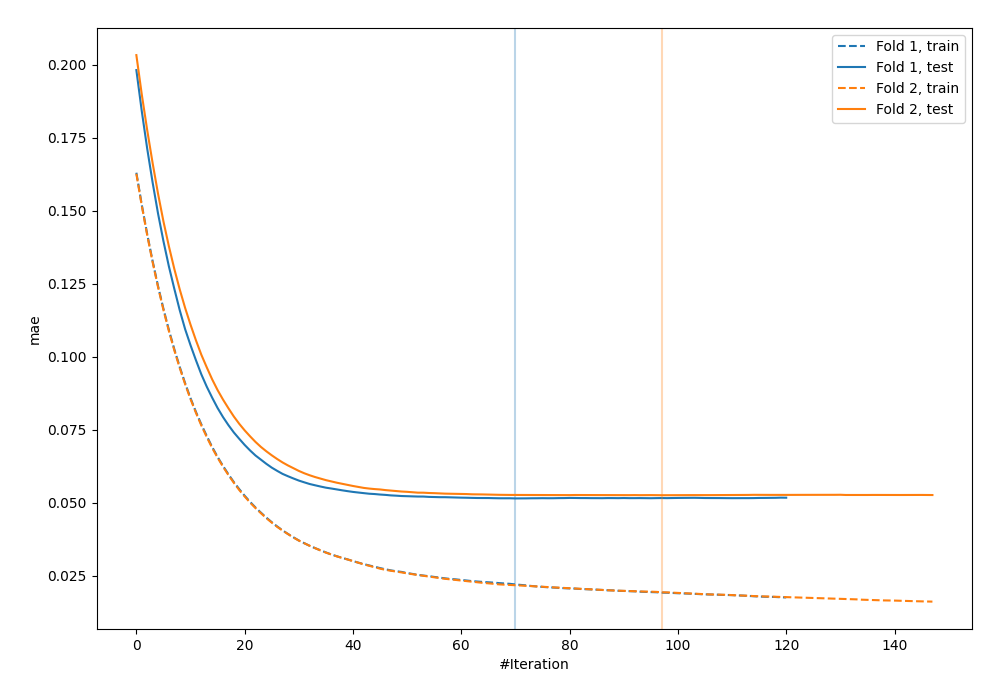 0.200
0.175
0.150
0.125
0.100
0.075
0.050
0.025
mae
0
20
40
60
80
100
120
140
#Iteration
Fold 1, train
Fold 1, test
Fold 2, train
Fold 2, test